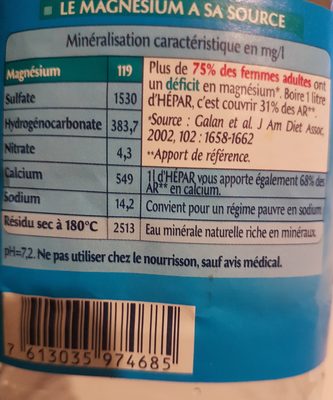 LE MAGNÉSIUM A SA SOURCE
Minéralisation caractéristique en mg/l
Magnésium 119
Sulfate 1530
Hydrogénocarbonate 383,7
Nitrate 4,3
Calcium 549
Sodium 14,2
Résidu sec à 180°C 2513
Plus de 75% des femmes adultes ont
un déficit en magnésium*. Boire 1 litre
d'HÉPAR, c'est couvrir 31% des AR**.
*Source : Galan et al. J Am Diet Assoc,
2002, 102 : 1658-1662
**Apport de référence.
1l d'HÉPAR vous apporte également 68% des
AR** en calcium.
Convient pour un régime pauvre en sodium
Eau minérale naturelle riche en minéraux.
pH=7,2. Ne pas utiliser chez le nourrisson, sauf avis médical.
7 613035 974685